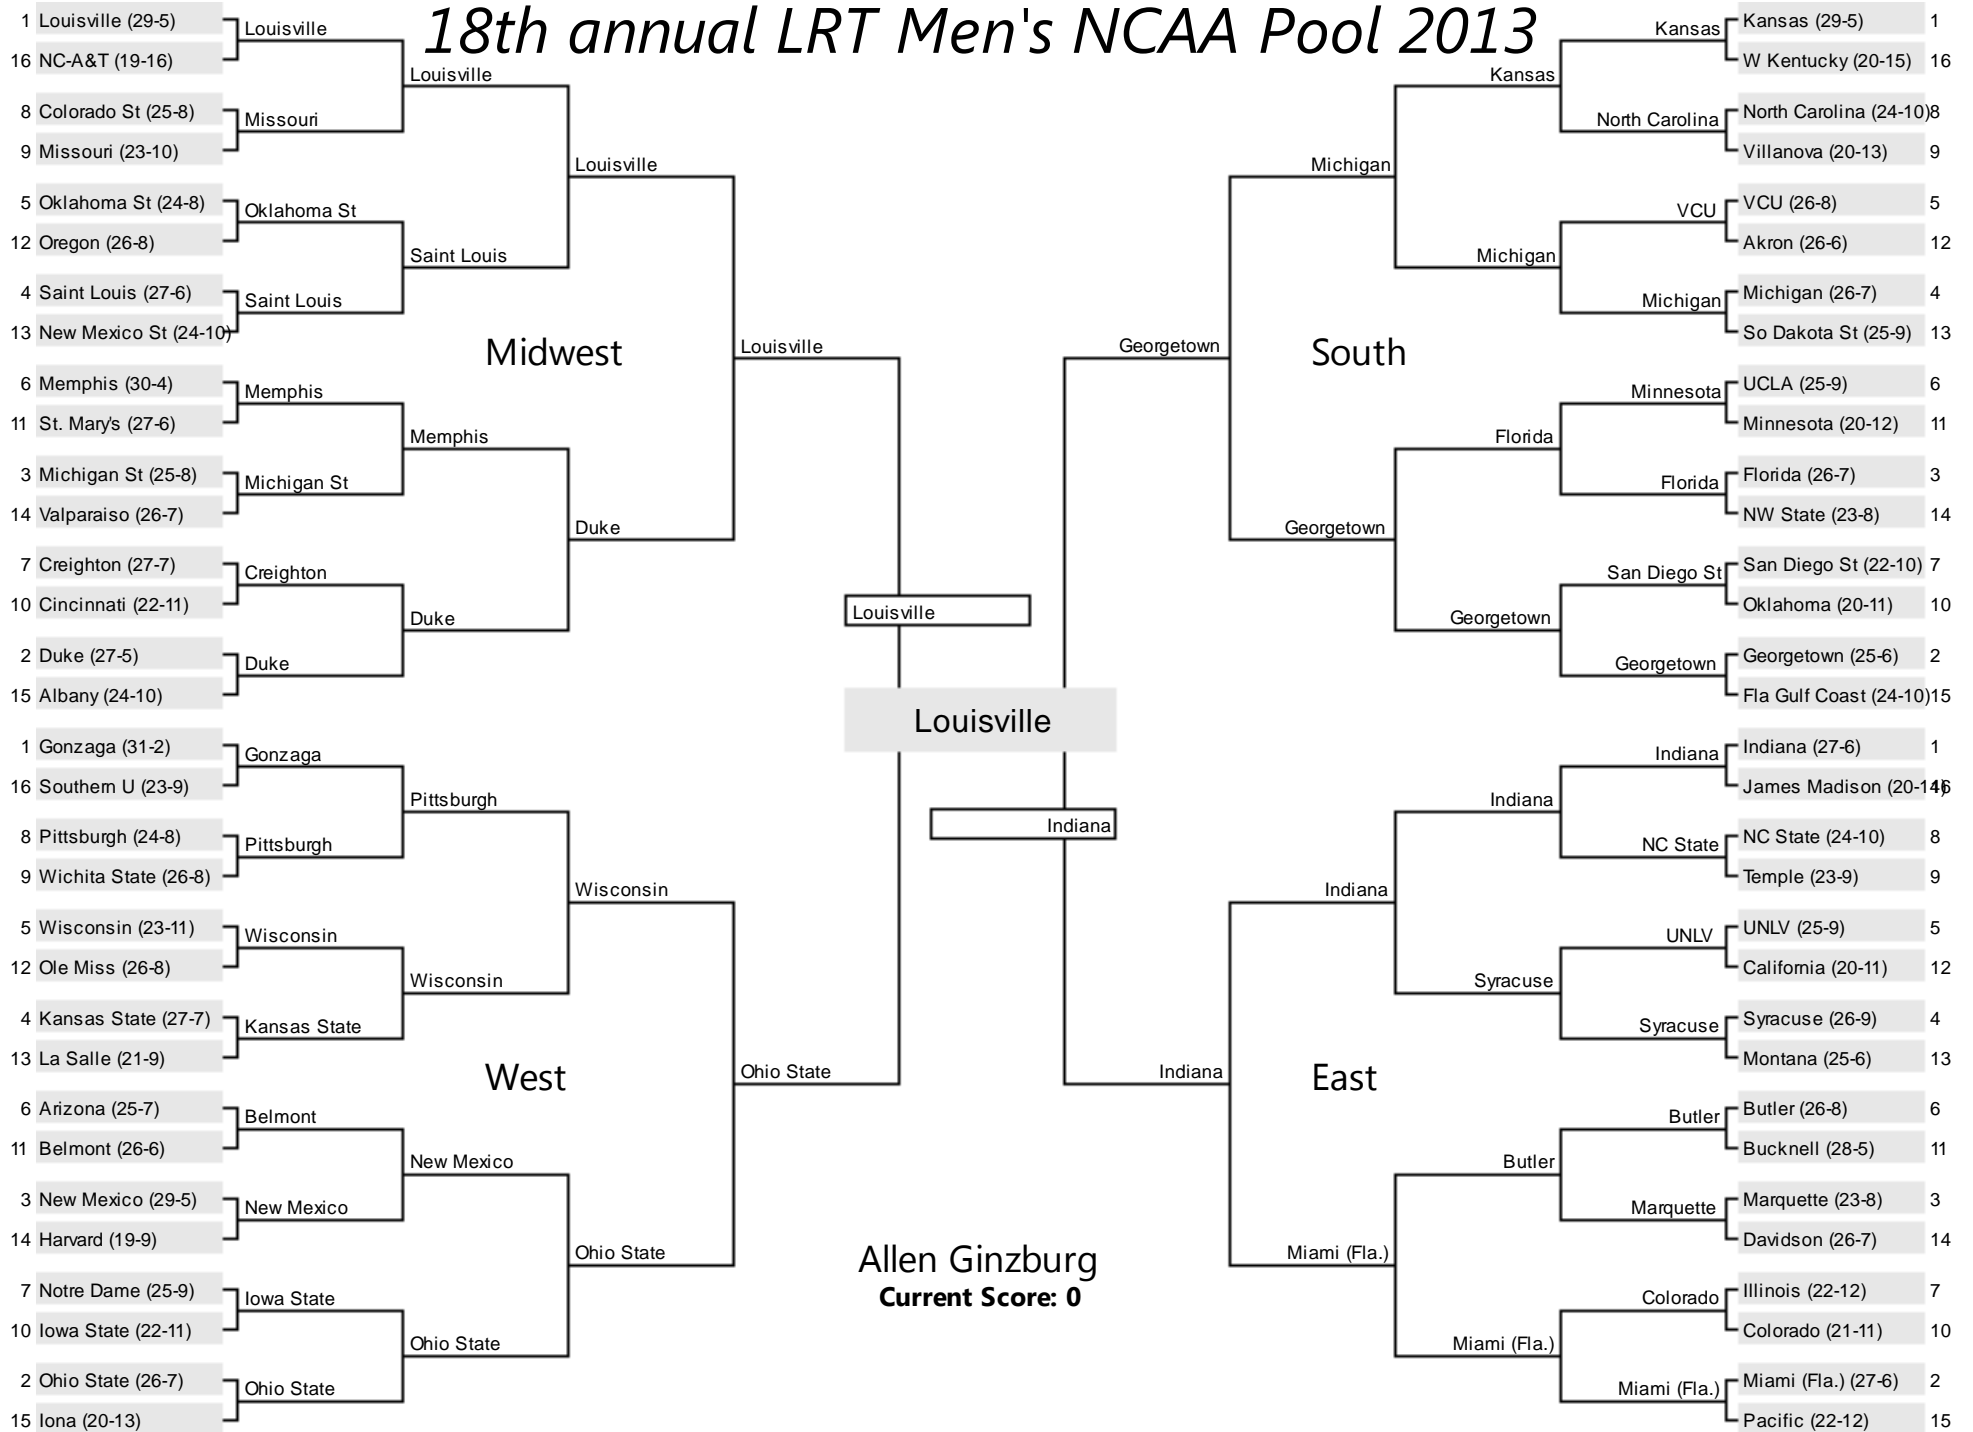 18th annual LRT Men's NCAA Pool 2013
1 Louisville (29-5)
Louisville
16 NC-A&T (19-16)
Louisville
8 Colorado St (25-8)
Missouri
9 Missouri (23-10)
Louisville
5 Oklahoma St (24-8)
Oklahoma St
12 Oregon (26-8)
Saint Louis
4 Saint Louis (27-6)
Saint Louis
13 New Mexico St (24-10)
Midwest
Louisville
6 Memphis (30-4)
Memphis
11 St. Mary's (27-6)
Memphis
3 Michigan St (25-8)
Michigan St
14 Valparaiso (26-7)
Duke
7 Creighton (27-7)
Creighton
10 Cincinnati (22-11)
Duke
2 Duke (27-5)
Duke
15 Albany (24-10)
1 Gonzaga (31-2)
Gonzaga
16 Southern U (23-9)
Pittsburgh
8 Pittsburgh (24-8)
Pittsburgh
9 Wichita State (26-8)
Wisconsin
5 Wisconsin (23-11)
Wisconsin
12 Ole Miss (26-8)
Wisconsin
4 Kansas State (27-7)
Kansas State
13 La Salle (21-9)
West
Ohio State
6 Arizona (25-7)
Belmont
11 Belmont (26-6)
New Mexico
3 New Mexico (29-5)
New Mexico
14 Harvard (19-9)
Ohio State
7 Notre Dame (25-9)
Iowa State
10 Iowa State (22-11)
Ohio State
2 Ohio State (26-7)
Ohio State
15 Iona (20-13)
Louisville
Louisville
Indiana
Allen Ginzburg
Current Score: 0
Kansas (29-5) 1
Kansas
W Kentucky (20-15) 16
Kansas
North Carolina (24-10) 8
North Carolina
Villanova (20-13) 9
Michigan
VCU (26-8) 5
VCU
Akron (26-6) 12
Michigan
Michigan (26-7) 4
Michigan
So Dakota St (25-9) 13
Georgetown
South
UCLA (25-9) 6
Minnesota
Minnesota (20-12) 11
Florida
Florida (26-7) 3
Florida
NW State (23-8) 14
Georgetown
San Diego St (22-10) 7
San Diego St
Oklahoma (20-11) 10
Georgetown
Georgetown (25-6) 2
Georgetown
Fla Gulf Coast (24-10) 15
Indiana (27-6) 1
Indiana
James Madison (20-14) 16
Indiana
NC State (24-10) 8
NC State
Temple (23-9) 9
Indiana
UNLV (25-9) 5
UNLV
California (20-11) 12
Syracuse
Syracuse (26-9) 4
Syracuse
Montana (25-6) 13
Indiana
East
Butler (26-8) 6
Butler
Bucknell (28-5) 11
Butler
Marquette (23-8) 3
Marquette
Davidson (26-7) 14
Miami (Fla.)
Illinois (22-12) 7
Colorado
Colorado (21-11) 10
Miami (Fla.)
Miami (Fla.) (27-6) 2
Miami (Fla.)
Pacific (22-12) 15